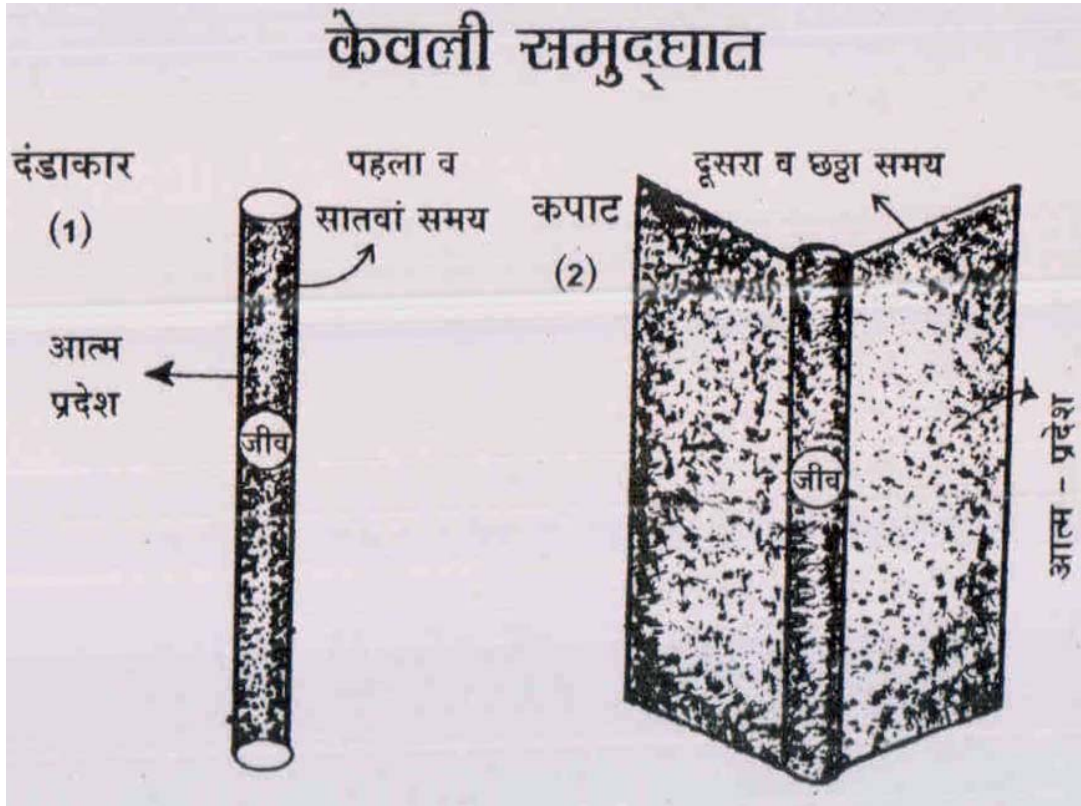 केवली समुद्‌घात
दंडाकार
(1)
पहला व
सातवां समय
आत्म
प्रदेश
जीव
दूसरा व छठ्ठा समय
कपाट
(2)
जीव
आत्म - प्रदेश